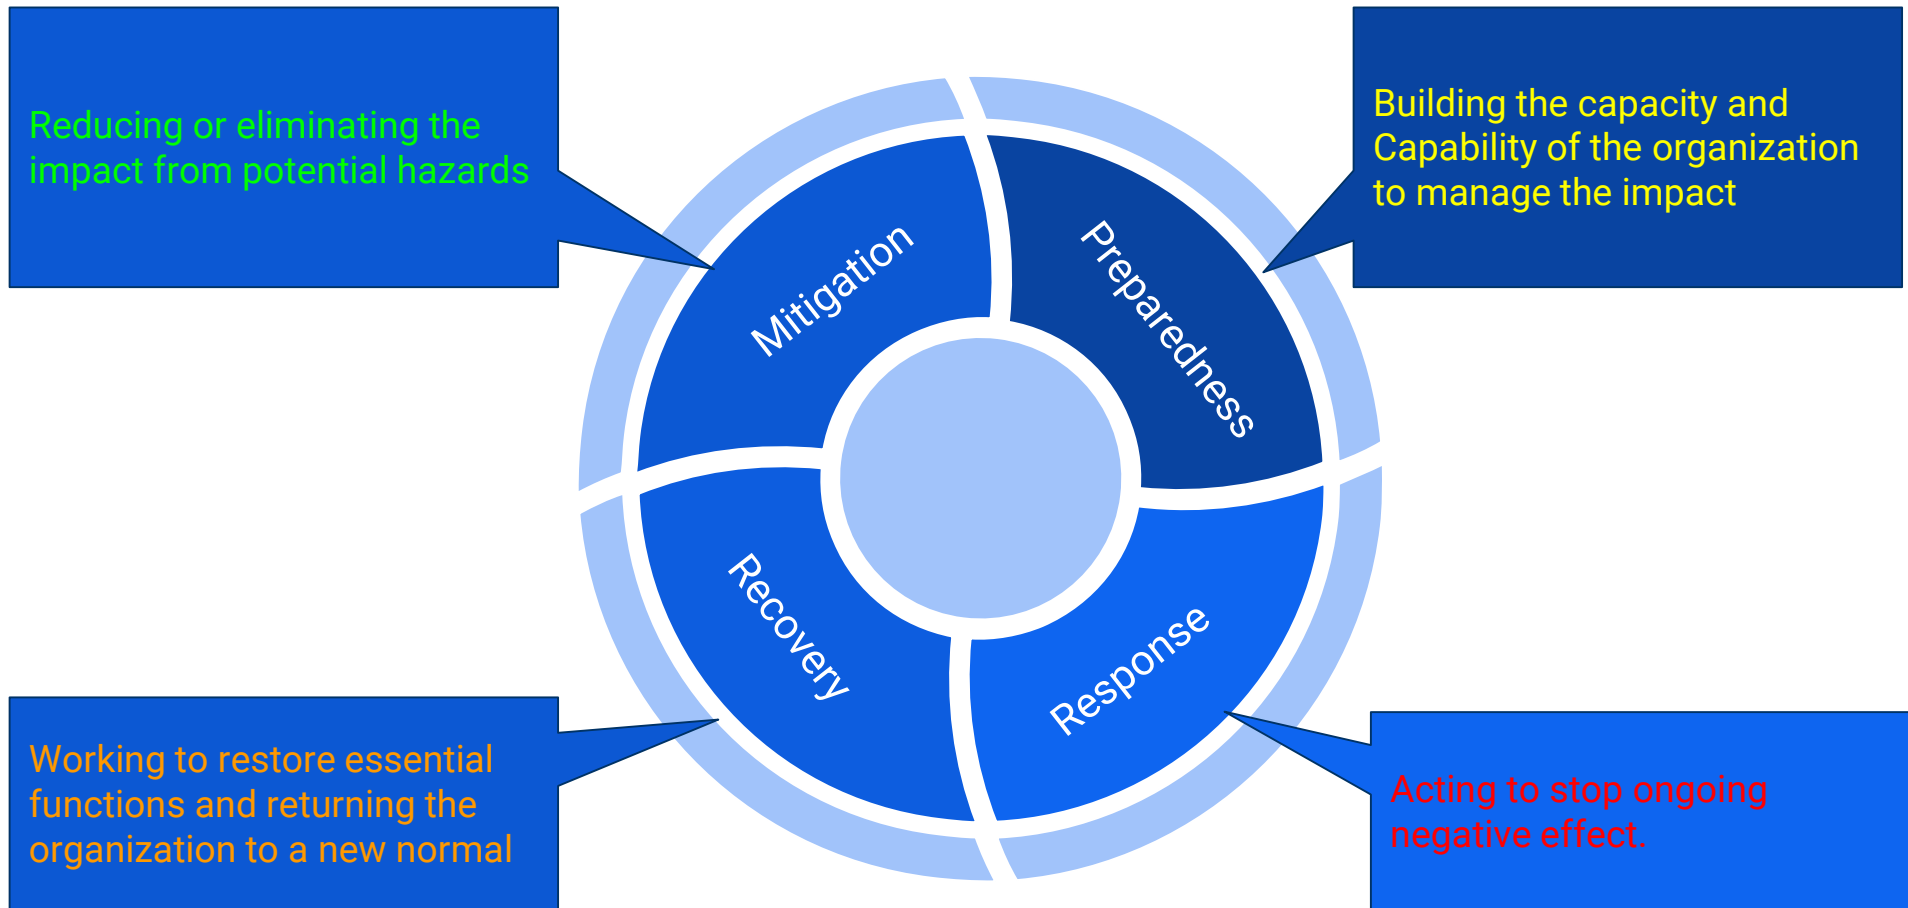 Reducing or eliminating the
impact from potential hazards
Building the capacity and
Capability of the organization
to manage the impact
Mitigation
Preparedness
Recovery
Response
Working to restore essential
functions and returning the
organization to a new normal
Acting to stop ongoing
negative effect.